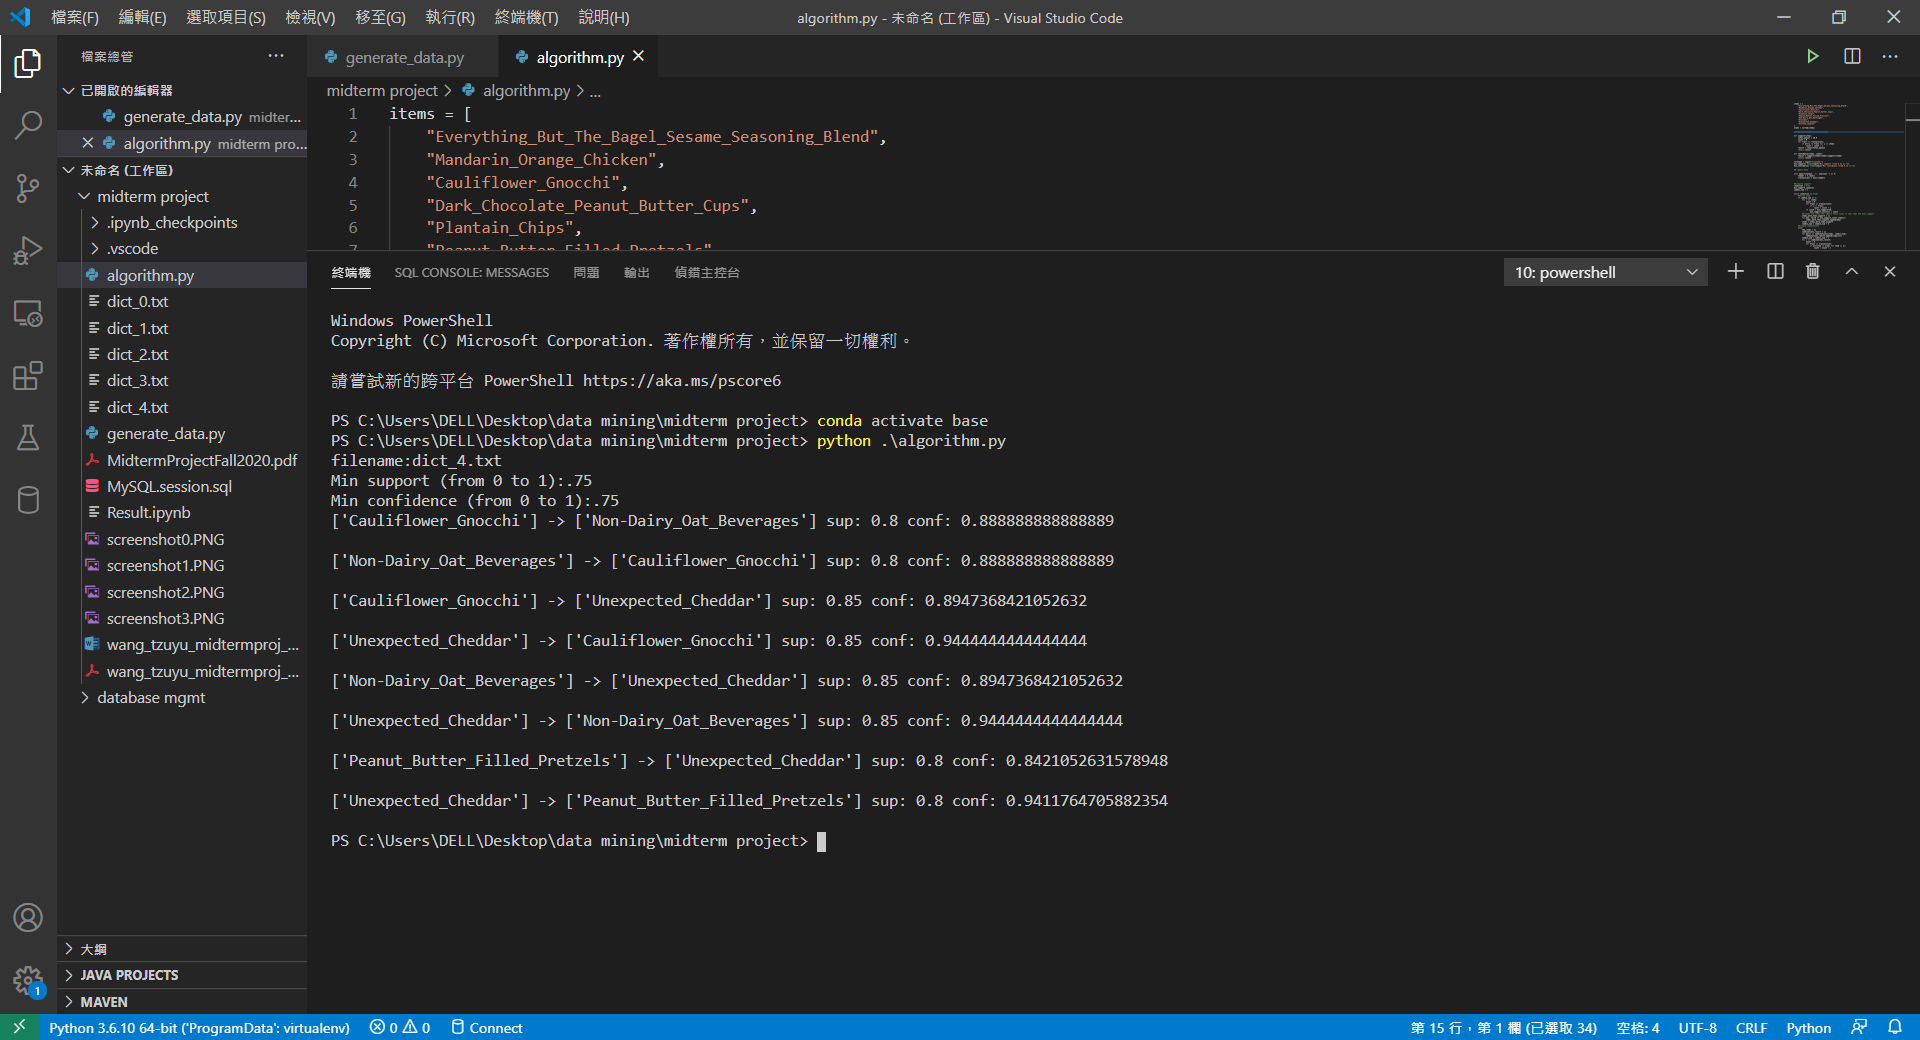 檔案(F) 編輯(E) 選取項目(S) 檢視(V) 移至(G) 執行(R) 終端機(T) 說明(H)
algorithm.py - 未命名 (工作區) - Visual Studio Code
檔案總管
已開啟的編輯器
generate_data.py midter...
algorithm.py midterm pro...
未命名 (工作區)
midterm project
.ipynb_checkpoints
.vscode
algorithm.py
dict_0.txt
dict_1.txt
dict_2.txt
dict_3.txt
dict_4.txt
generate_data.py
MidtermProjectFall2020.pdf
MySQL.session.sql
Result.ipynb
screenshot0.PNG
screenshot1.PNG
screenshot2.PNG
screenshot3.PNG
wang_tzuyu_midtermproj_...
wang_tzuyu_midtermproj_...
database mgmt
大綱
JAVA PROJECTS
MAVEN
generate_data.py
algorithm.py
midterm project > algorithm.py > ...
1 items = [
2 "Everything_But_The_Bagel_Sesame_Seasoning_Blend",
3 "Mandarin_Orange_Chicken",
4 "Cauliflower_Gnocchi",
5 "Dark_Chocolate_Peanut_Butter_Cups",
6 "Plantain_Chips",
7 "Peanut_Butter_Filled_Pretzels"
終端機 SQL CONSOLE: MESSAGES 問題 輸出 偵錯主控台
10: powershell
Windows PowerShell
Copyright (C) Microsoft Corporation. 著作權所有，並保留一切權利。
請嘗試新的跨平台 PowerShell https://aka.ms/pscore6
PS C:\Users\DELL\Desktop\data mining\midterm project> conda activate base
PS C:\Users\DELL\Desktop\data mining\midterm project> python .\algorithm.py
filename:dict_4.txt
Min support (from 0 to 1):.75
Min confidence (from 0 to 1):.75
['Cauliflower_Gnocchi'] -> ['Non-Dairy_Oat_Beverages'] sup: 0.8 conf: 0.888888888888889
['Non-Dairy_Oat_Beverages'] -> ['Cauliflower_Gnocchi'] sup: 0.8 conf: 0.888888888888889
['Cauliflower_Gnocchi'] -> ['Unexpected_Cheddar'] sup: 0.85 conf: 0.8947368421052632
['Unexpected_Cheddar'] -> ['Cauliflower_Gnocchi'] sup: 0.85 conf: 0.9444444444444444
['Non-Dairy_Oat_Beverages'] -> ['Unexpected_Cheddar'] sup: 0.85 conf: 0.8947368421052632
['Unexpected_Cheddar'] -> ['Non-Dairy_Oat_Beverages'] sup: 0.85 conf: 0.9444444444444444
['Peanut_Butter_Filled_Pretzels'] -> ['Unexpected_Cheddar'] sup: 0.8 conf: 0.8421052631578948
['Unexpected_Cheddar'] -> ['Peanut_Butter_Filled_Pretzels'] sup: 0.8 conf: 0.9411764705882354
PS C:\Users\DELL\Desktop\data mining\midterm project>
1
Python 3.6.10 64-bit ('ProgramData': virtualenv) 0 0 Connect
第 15 行，第 1 欄 (已選取 34) 空格: 4 UTF-8 CRLF Python